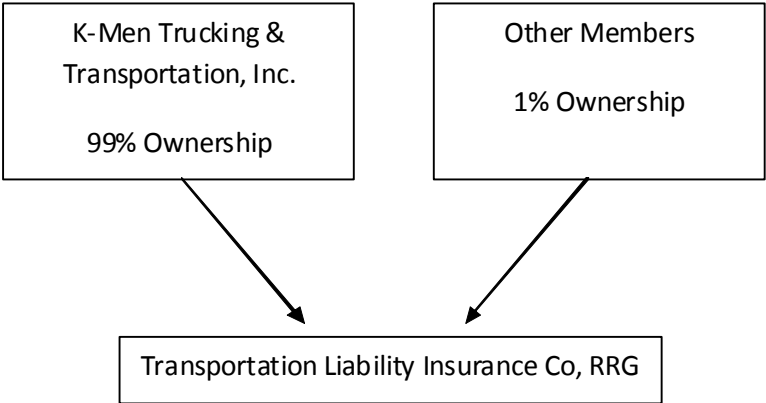 K-Men Trucking &
Transportation, Inc.
99% Ownership
Other Members
1% Ownership
Transportation Liability Insurance Co, RRG